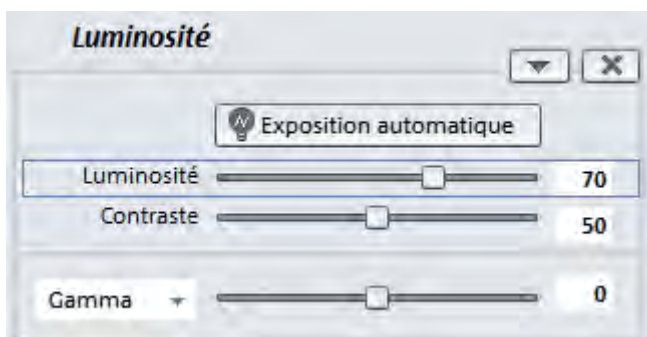 Luminosité
Exposition automatique
Luminosité 70
Contraste 50
Gamma 0